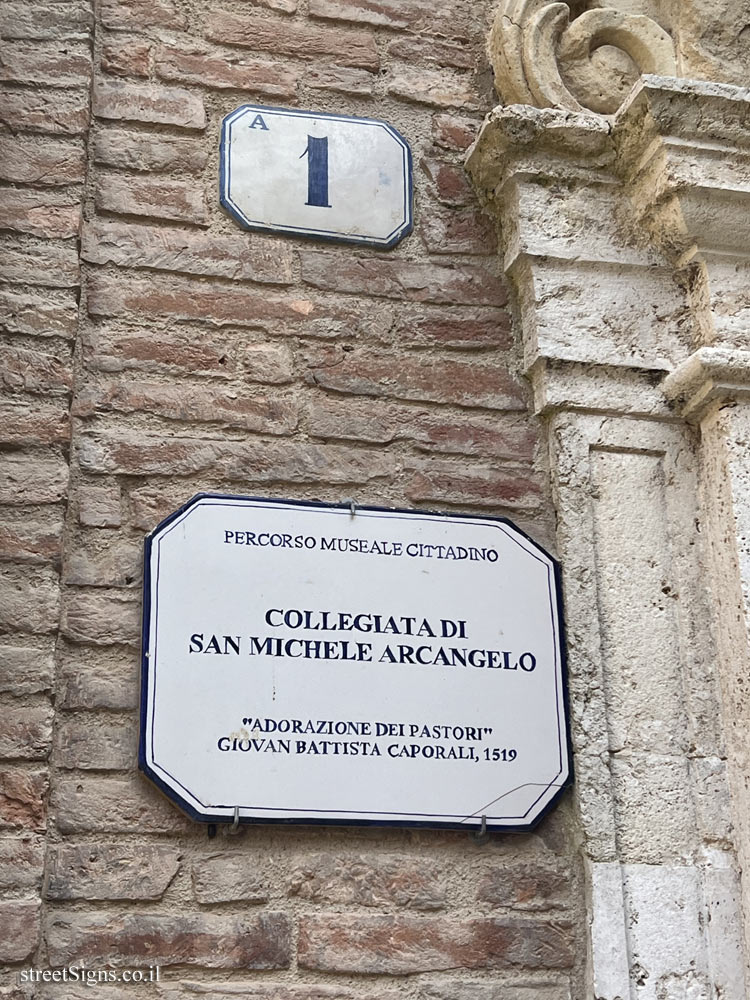 A
1
PERCORSO MUSEALE CITTADINO
COLLEGIATA DI
SAN MICHELE ARCANGELO
"ADORAZIONE DEI PASTORI"
GIOVAN BATTISTA CAPORALI, 1519
streetSigns.co.il